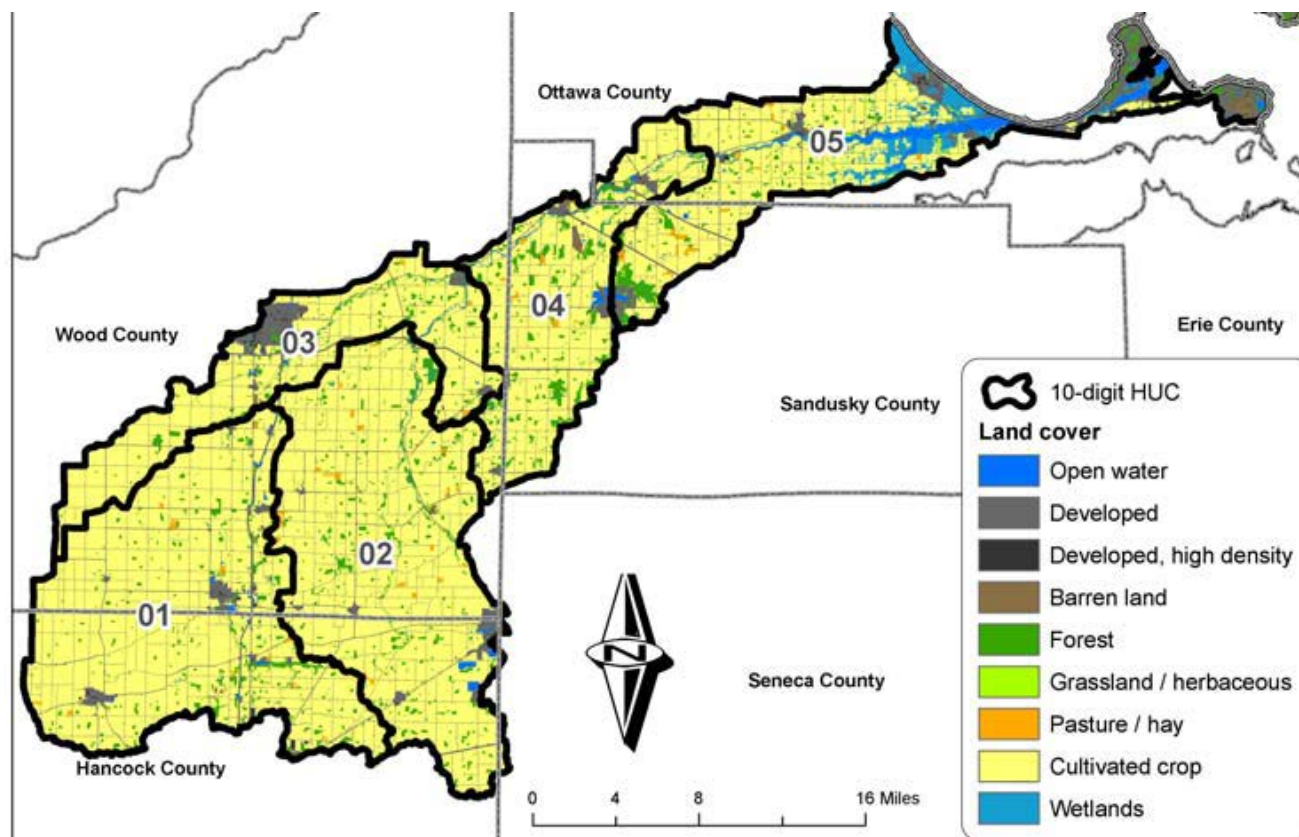 Ottawa County
05
04
Wood County
03
Erie County
Sandusky County
02
01
Seneca County
Hancock County
N
0 4 8 16 Miles
10-digit HUC
Land cover
Open water
Developed
Developed, high density
Barren land
Forest
Grassland / herbaceous
Pasture / hay
Cultivated crop
Wetlands